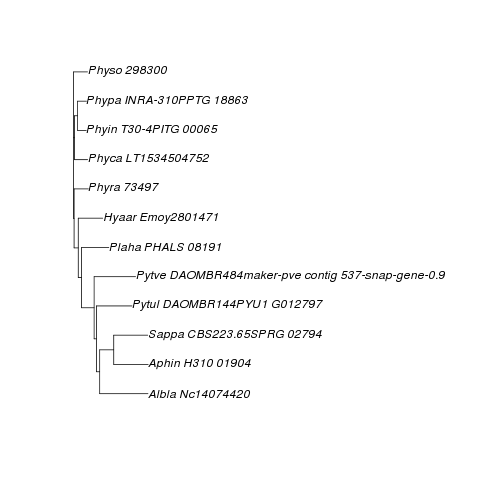 Physo 298300
Phypa INRA-310PPTG 18863
Phyin T30-4PITG 00065
Phyca LT1534504752
Phyra 73497
Hyaar Emoy2801471
Plaha PHALS 08191
Pytve DAOMBR484maker-pve contig 537-snap-gene-0.9
Pytul DAOMBR144PYU1 G012797
Sappa CBS223.65SPRG 02794
Aphin H310 01904
Albla Nc14074420